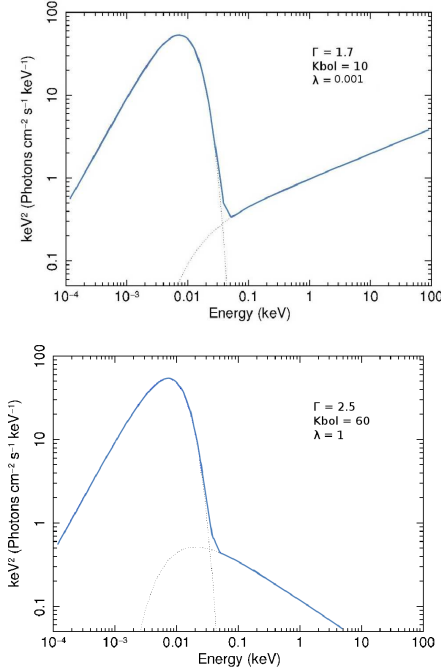 100
10
1
0.1
keV² (Photons cm⁻² s⁻¹ keV⁻¹)
Γ = 1.7
Kbol = 10
λ = 0.001
10⁻⁴ 10⁻³ 0.01 0.1 1 10 100
Energy (keV)
100
10
1
0.1
keV² (Photons cm⁻² s⁻¹ keV⁻¹)
Γ = 2.5
Kbol = 60
λ = 1
10⁻⁴ 10⁻³ 0.01 0.1 1 10 100
Energy (keV)